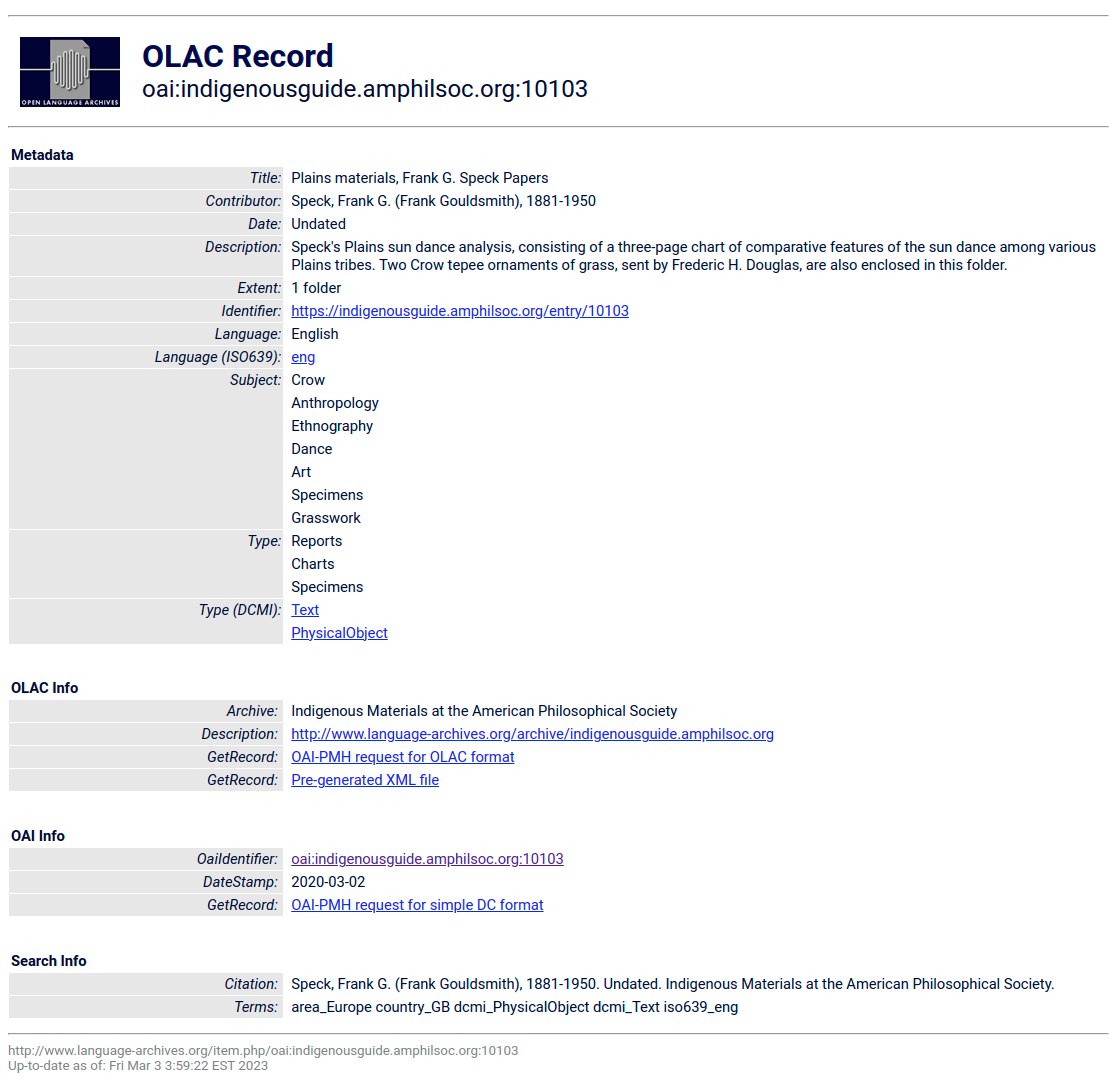 OPEN LANGUAGE ARCHIVES
OLAC Record
oai:indigenousguide.amphilsoc.org:10103
Metadata
Title: Plains materials, Frank G. Speck Papers
Contributor: Speck, Frank G. (Frank Gouldsmith), 1881-1950
Date: Undated
Description: Speck's Plains sun dance analysis, consisting of a three-page chart of comparative features of the sun dance among various
Plains tribes. Two Crow tepee ornaments of grass, sent by Frederic H. Douglas, are also enclosed in this folder.
Extent: 1 folder
Identifier: https://indigenousguide.amphilsoc.org/entry/10103
Language: English
Language (ISO639): eng
Subject: Crow
Anthropology
Ethnography
Dance
Art
Specimens
Grasswork
Type: Reports
Charts
Specimens
Type (DCMI): Text
PhysicalObject
OLAC Info
Archive: Indigenous Materials at the American Philosophical Society
Description: http://www.language-archives.org/archive/indigenousguide.amphilsoc.org
GetRecord: OAI-PMH request for OLAC format
GetRecord: Pre-generated XML file
OAI Info
OaiIdentifier: oai:indigenousguide.amphilsoc.org:10103
DateStamp: 2020-03-02
GetRecord: OAI-PMH request for simple DC format
Search Info
Citation: Speck, Frank G. (Frank Gouldsmith), 1881-1950. Undated. Indigenous Materials at the American Philosophical Society.
Terms: area_Europe country_GB dcmi_PhysicalObject dcmi_Text iso639_eng
http://www.language-archives.org/item.php/oai:indigenousguide.amphilsoc.org:10103
Up-to-date as of: Fri Mar 3 3:59:22 EST 2023